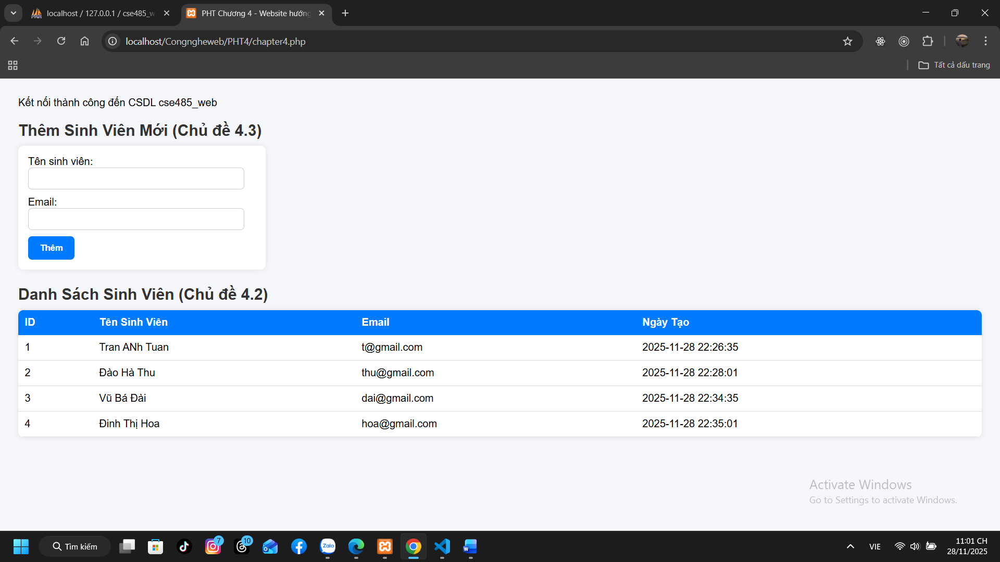 localhost / 127.0.0.1 / cse485_w
PHT Chương 4 - Website hướng
localhost/Congngheweb/PHT4/chapter4.php
Tất cả dấu trang
Kết nối thành công đến CSDL cse485_web
Thêm Sinh Viên Mới (Chủ đề 4.3)
Tên sinh viên:
Email:
Thêm
Danh Sách Sinh Viên (Chủ đề 4.2)
ID Tên Sinh Viên Email Ngày Tạo
1 Tran ANh Tuan t@gmail.com 2025-11-28 22:26:35
2 Đào Hà Thu thu@gmail.com 2025-11-28 22:28:01
3 Vũ Bá Đài dai@gmail.com 2025-11-28 22:34:35
4 Đinh Thị Hoa hoa@gmail.com 2025-11-28 22:35:01
Activate Windows
Go to Settings to activate Windows.
Tìm kiếm
7
10
Zalo
VIE
11:01 CH
28/11/2025